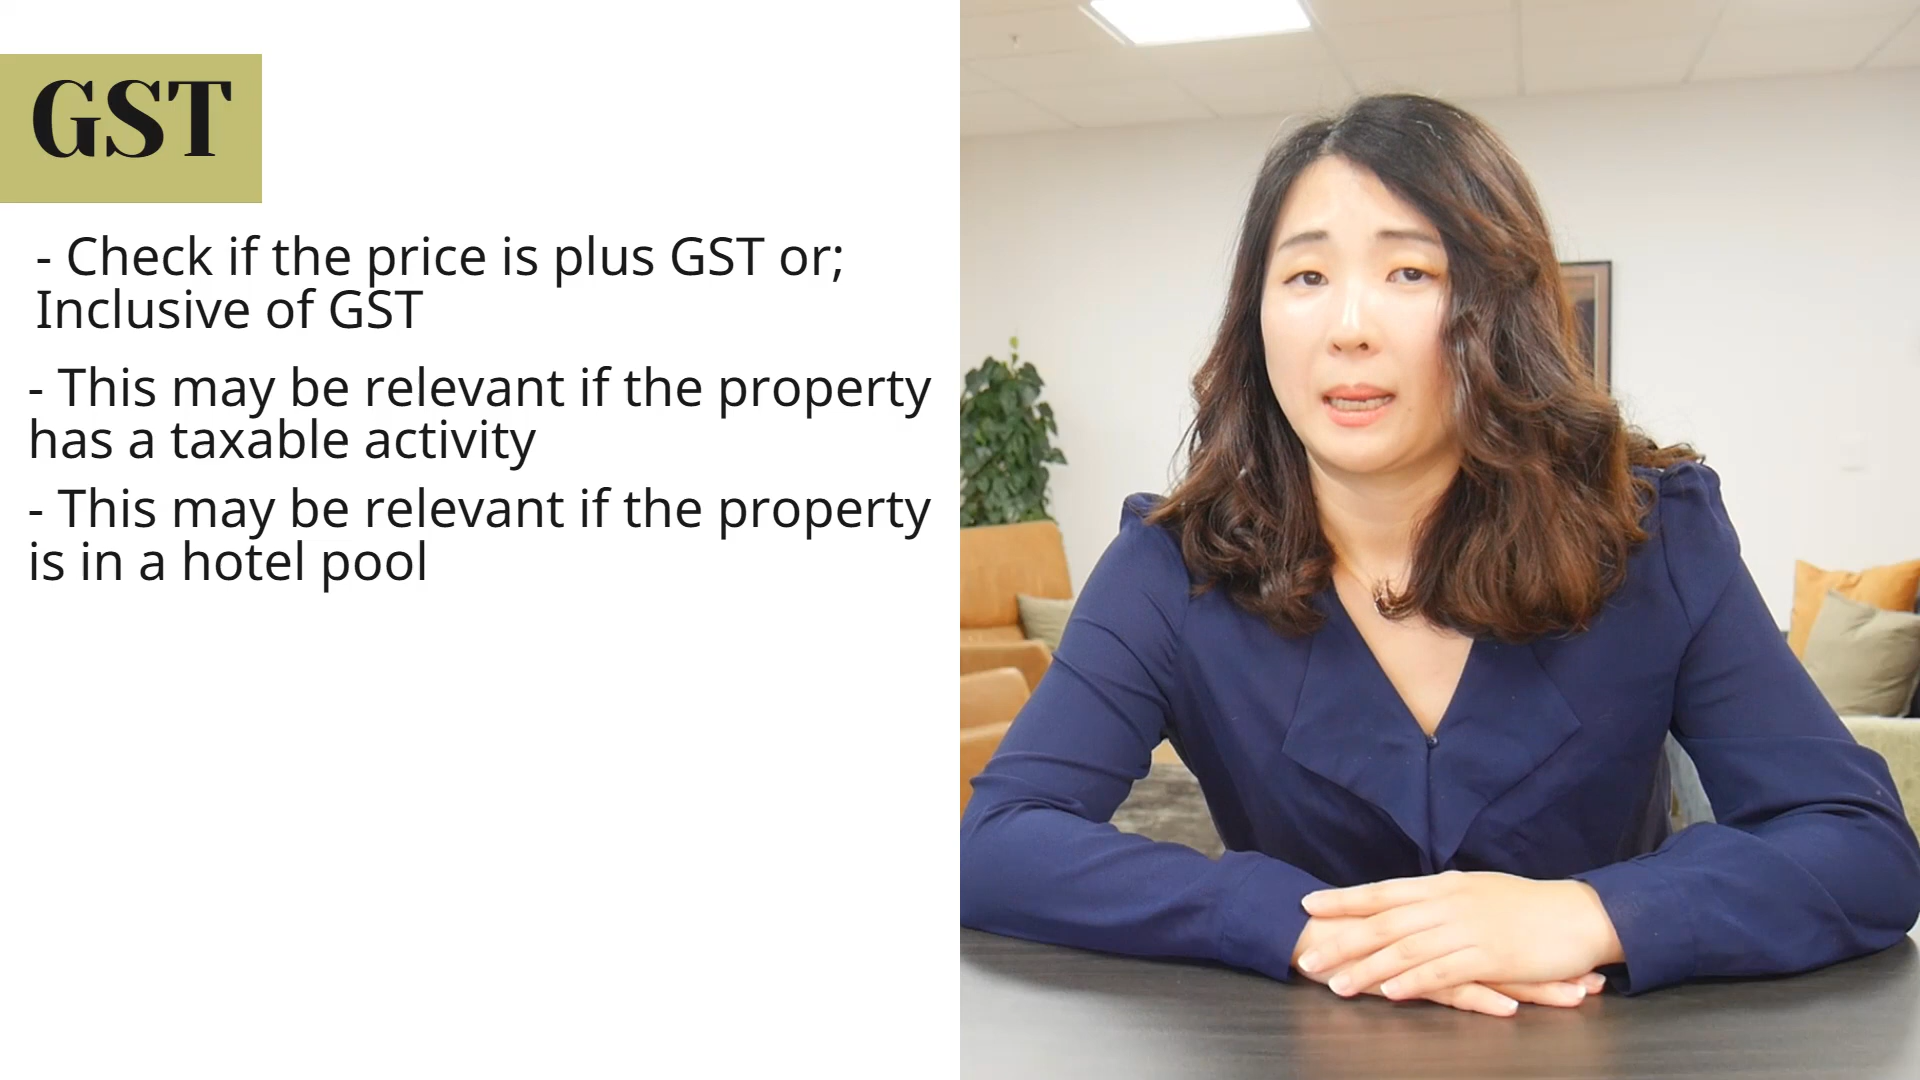 GST
- Check if the price is plus GST or;
Inclusive of GST
- This may be relevant if the property
has a taxable activity
- This may be relevant if the property
is in a hotel pool